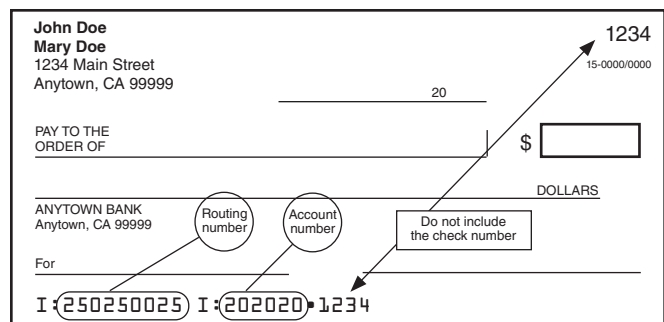 John Doe
Mary Doe
1234 Main Street
Anytown, CA 99999
1234
15-0000/0000
20
PAY TO THE
ORDER OF
$
DOLLARS
ANYTOWN BANK
Anytown, CA 99999
Routing
number
Account
number
Do not include
the check number
For
I:250250025 I:202020"1234